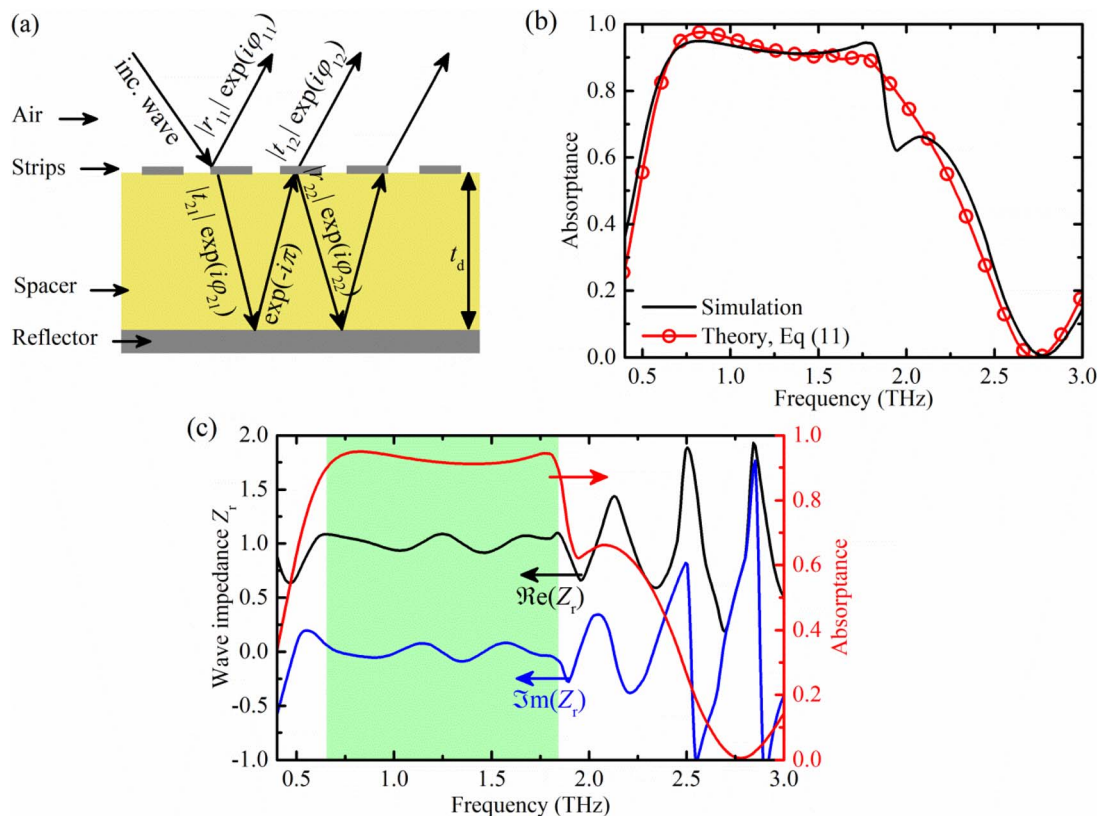 (a)
inc. wave
|r₁₁| exp(iφ₁₁)
|t₁₂| exp(iφ₁₂)
Air
Strips
|t₂₁| exp(iφ₂₁)
exp(-iπ)
|r₂₂| exp(iφ₂₂)
t_d
Spacer
Reflector
(b)
Absorptance
1.0
0.8
0.6
0.4
0.2
0.0
Simulation
Theory, Eq (11)
0.5 1.0 1.5 2.0 2.5 3.0
Frequency (THz)
(c)
Wave impedance Z_r
2.0
1.5
1.0
0.5
0.0
-0.5
-1.0
ℜe(Z_r)
ℑm(Z_r)
1.0
0.8
0.6
0.4
0.2
0.0
Absorptance
0.5 1.0 1.5 2.0 2.5 3.0
Frequency (THz)